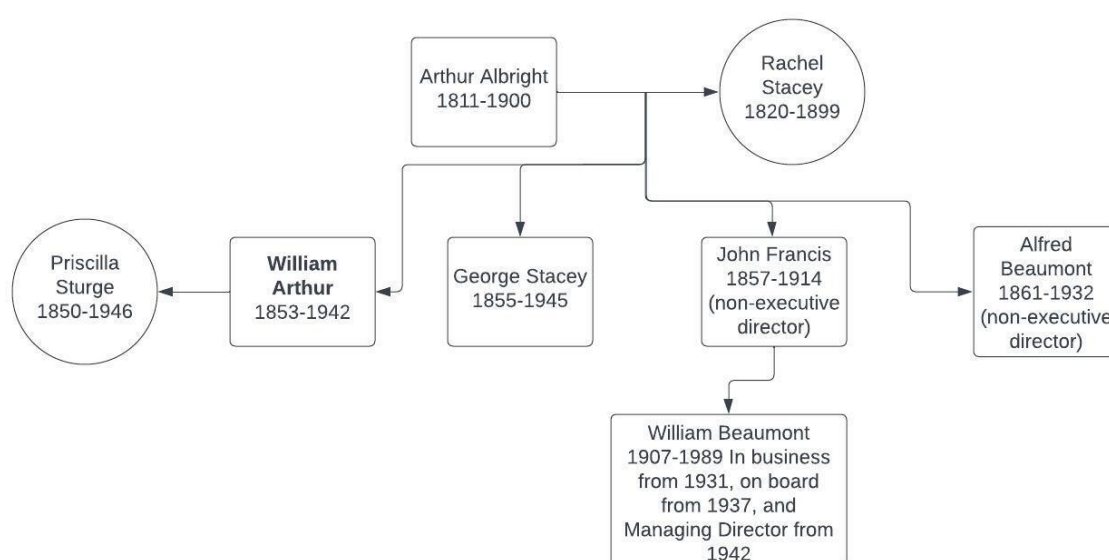 Arthur Albright
1811-1900
Rachel
Stacey
1820-1899
Priscilla
Sturge
1850-1946
William
Arthur
1853-1942
George Stacey
1855-1945
John Francis
1857-1914
(non-executive
director)
Alfred
Beaumont
1861-1932
(non-executive
director)
William Beaumont
1907-1989 In business
from 1931, on board
from 1937, and
Managing Director from
1942